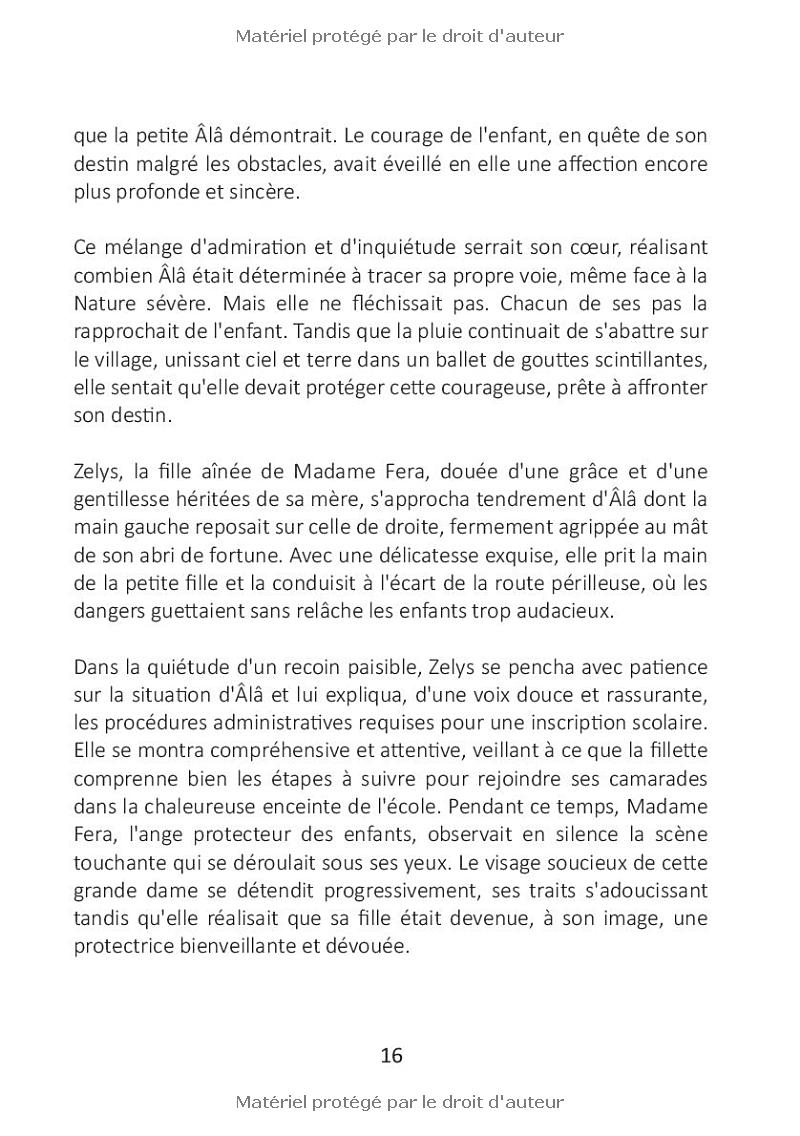 Matériel protégé par le droit d'auteur
que la petite Âlâ démontrait. Le courage de l'enfant, en quête de son
destin malgré les obstacles, avait éveillé en elle une affection encore
plus profonde et sincère.
Ce mélange d'admiration et d'inquiétude serrait son cœur, réalisant
combien Âlâ était déterminée à tracer sa propre voie, même face à la
Nature sévère. Mais elle ne fléchissait pas. Chacun de ses pas la
rapprochait de l'enfant. Tandis que la pluie continuait de s'abattre sur
le village, unissant ciel et terre dans un ballet de gouttes scintillantes,
elle sentait qu'elle devait protéger cette courageuse, prête à affronter
son destin.
Zelys, la fille aînée de Madame Fera, douée d'une grâce et d'une
gentillesse héritées de sa mère, s'approcha tendrement d'Âlâ dont la
main gauche reposait sur celle de droite, fermement agrippée au mât
de son abri de fortune. Avec une délicatesse exquise, elle prit la main
de la petite fille et la conduisit à l'écart de la route périlleuse, où les
dangers guettaient sans relâche les enfants trop audacieux.
Dans la quiétude d'un recoin paisible, Zelys se pencha avec patience
sur la situation d'Âlâ et lui expliqua, d'une voix douce et rassurante,
les procédures administratives requises pour une inscription scolaire.
Elle se montra compréhensive et attentive, veillant à ce que la fillette
comprenne bien les étapes à suivre pour rejoindre ses camarades
dans la chaleureuse enceinte de l'école. Pendant ce temps, Madame
Fera, l'ange protecteur des enfants, observait en silence la scène
touchante qui se déroulait sous ses yeux. Le visage soucieux de cette
grande dame se détendit progressivement, ses traits s'adoucissant
tandis qu'elle réalisait que sa fille était devenue, à son image, une
protectrice bienveillante et dévouée.
16
Matériel protégé par le droit d'auteur